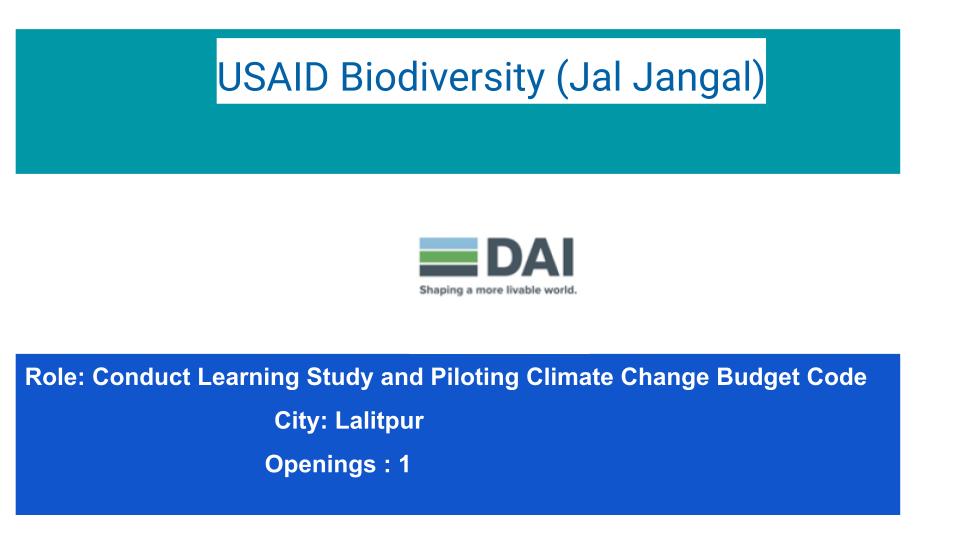 USAID Biodiversity (Jal Jangal)
DAI
Shaping a more livable world.
Role: Conduct Learning Study and Piloting Climate Change Budget Code
City: Lalitpur
Openings : 1